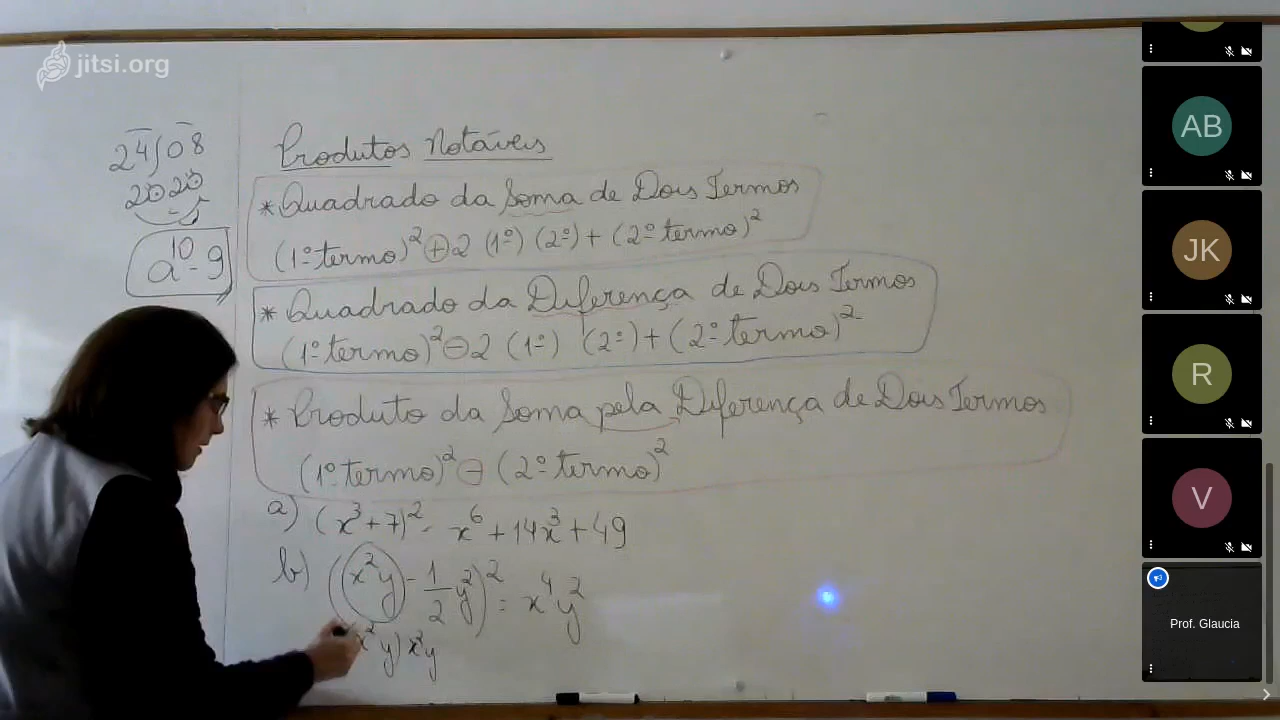 jitsi.org
24/08
2020
a¹⁰ - 9
Produtos Notáveis
* Quadrado da Soma de Dois Termos
(1º termo)² + 2 (1º) (2º) + (2º termo)²
* Quadrado da Diferença de Dois Termos
(1º termo)² - 2 (1º) (2º) + (2º termo)²
* Produto da Soma pela Diferença de Dois Termos
(1º termo)² - (2º termo)²
a) (x³ + 7)² = x⁶ + 14x³ + 49
b) (x²y - 1/2 y²)² = x⁴y²
x²y) x²y
AB
JK
R
V
Prof. Glaucia